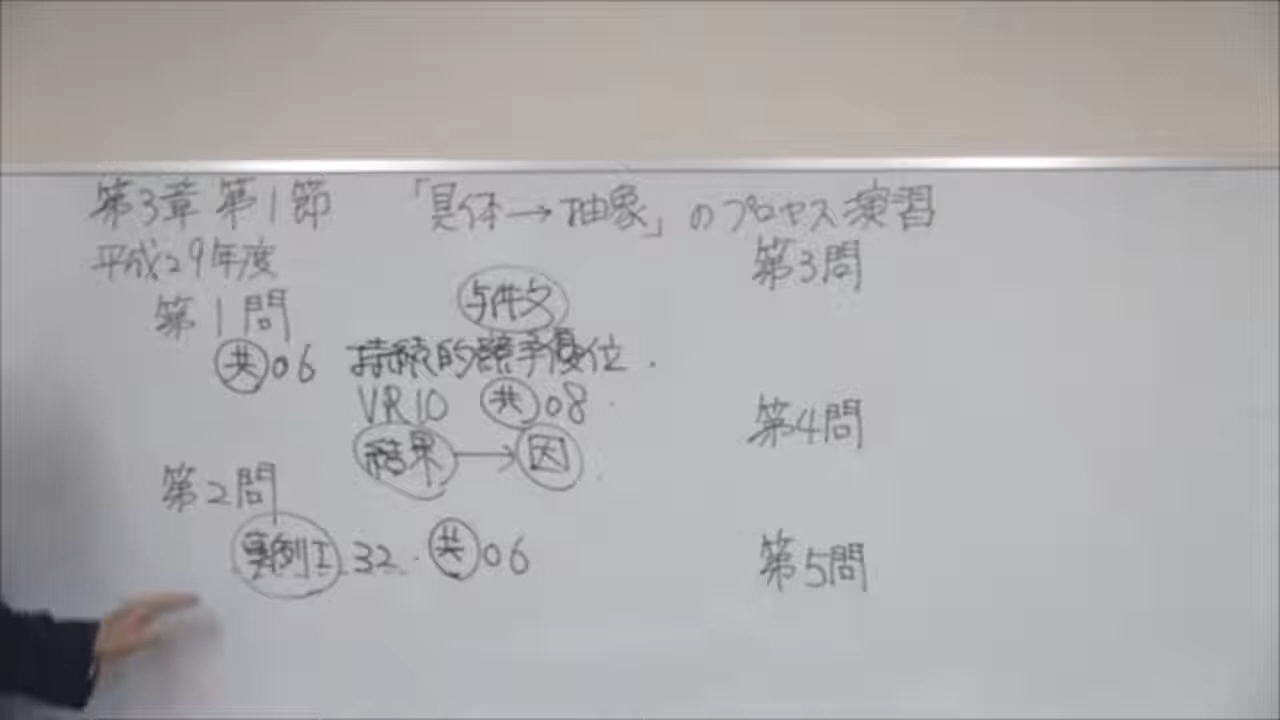 第3章 第1節 「具体→抽象」のプロセス演習
平成29年度
第1問
与件文
共06 持続的競争優位.
VRIO 共08.
結果→因
第2問
事例I.32. 共06
第3問
第4問
第5問